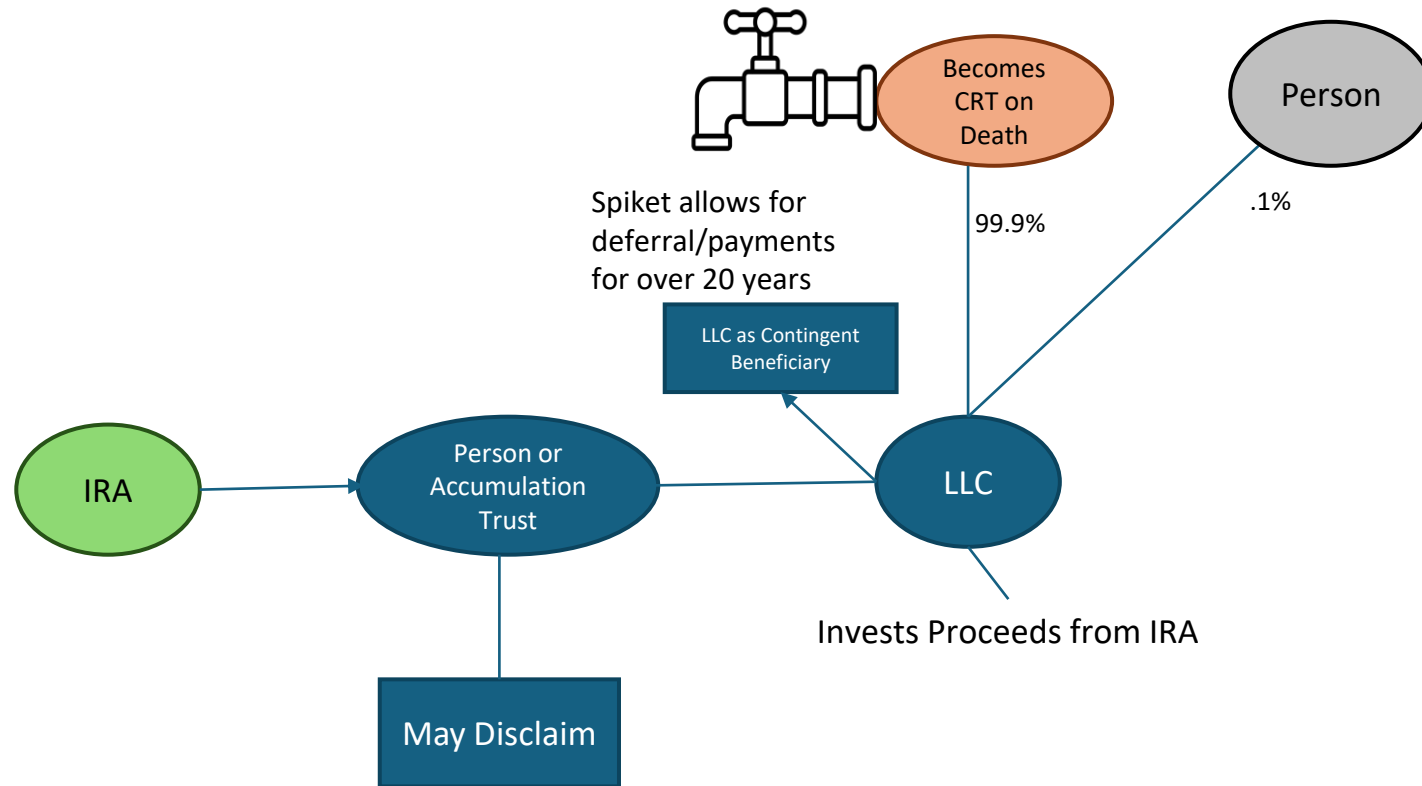 Becomes
CRT on
Death
Person
Spiket allows for
deferral/payments
for over 20 years
99.9%
.1%
LLC as Contingent
Beneficiary
IRA
Person or
Accumulation
Trust
LLC
Invests Proceeds from IRA
May Disclaim